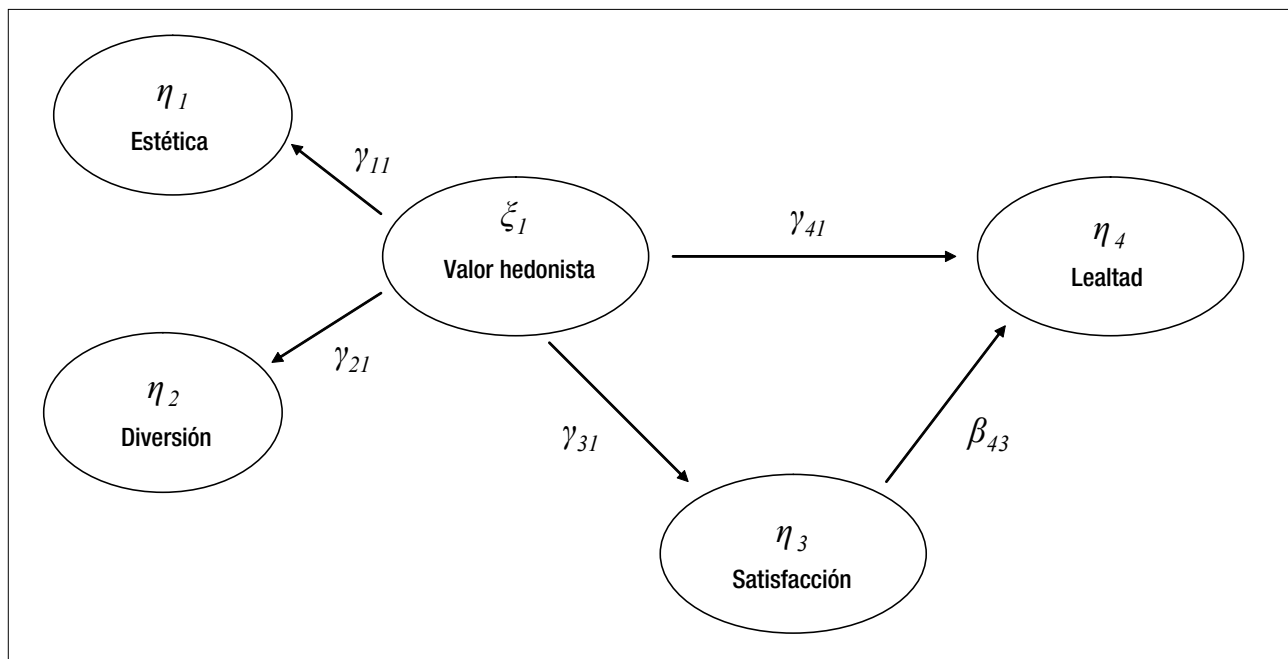 η 1
Estética
γ11
ξ1
Valor hedonista
γ41
η 4
Lealtad
γ21
η 2
Diversión
γ31
β43
η 3
Satisfacción